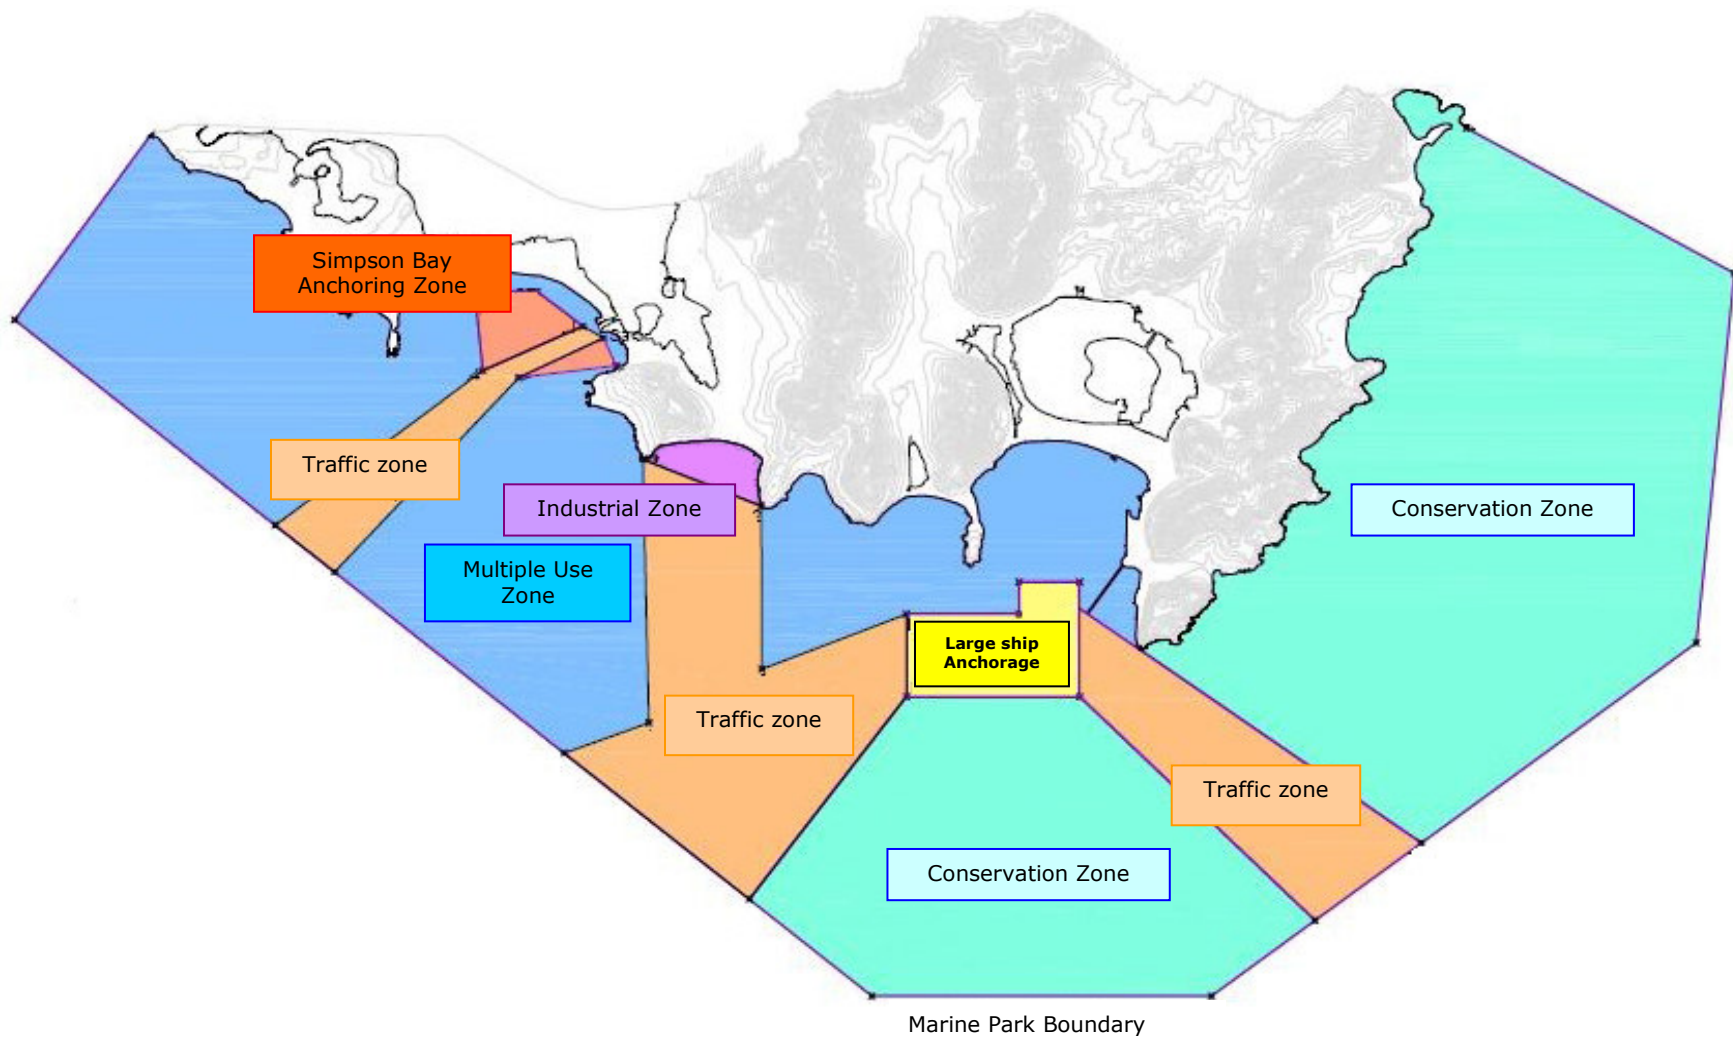 Simpson Bay
Anchoring Zone
Traffic zone
Industrial Zone
Conservation Zone
Multiple Use
Zone
Large ship
Anchorage
Traffic zone
Traffic zone
Conservation Zone
Marine Park Boundary